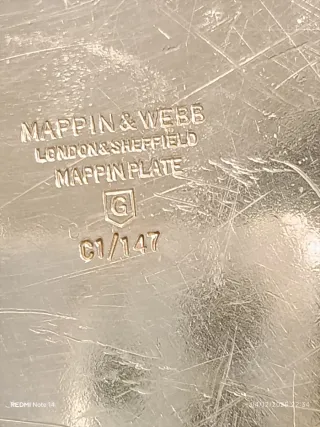 MAPPIN & WEBB
LONDON & SHEFFIELD
MAPPIN PLATE
G
C1/147
REDMI Note 14